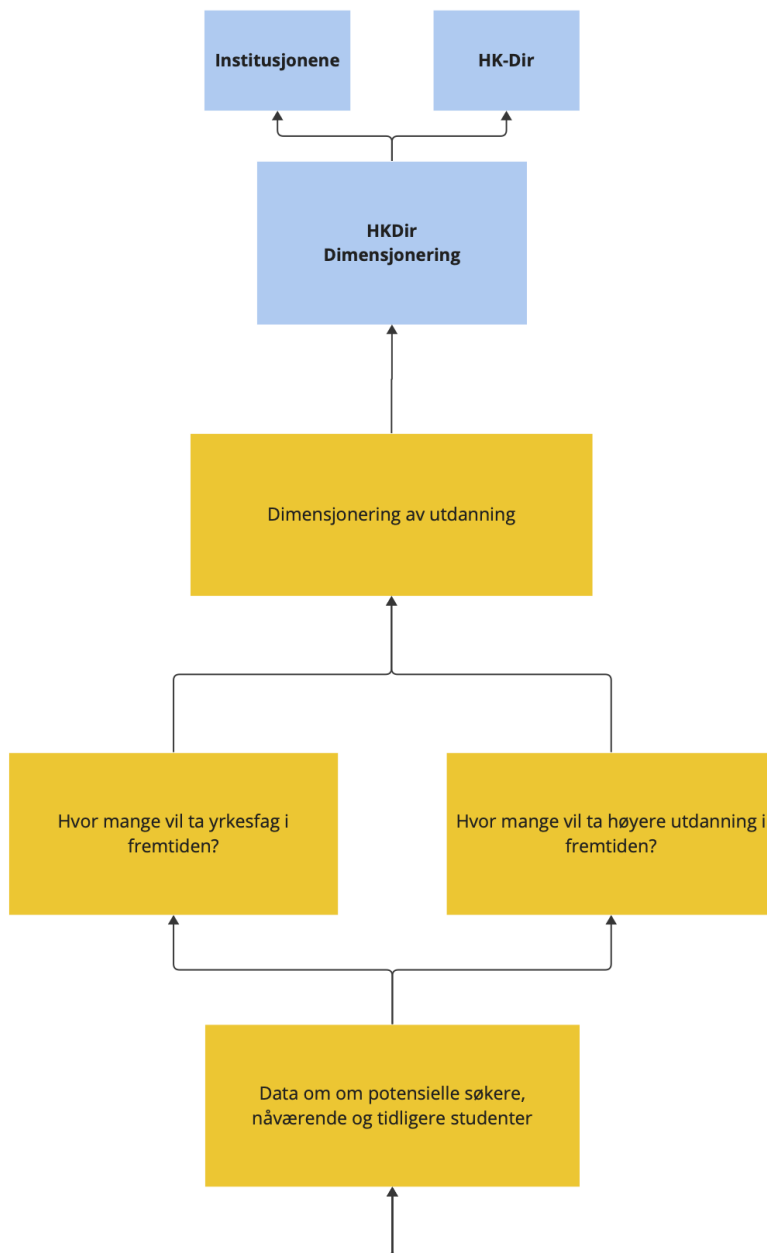 Institusjonene
HK-Dir
HKDir
Dimensjonering
Dimensjonering av utdanning
Hvor mange vil ta yrkesfag i
fremtiden?
Hvor mange vil ta høyere utdanning i
fremtiden?
Data om om potensielle søkere,
nåværende og tidligere studenter